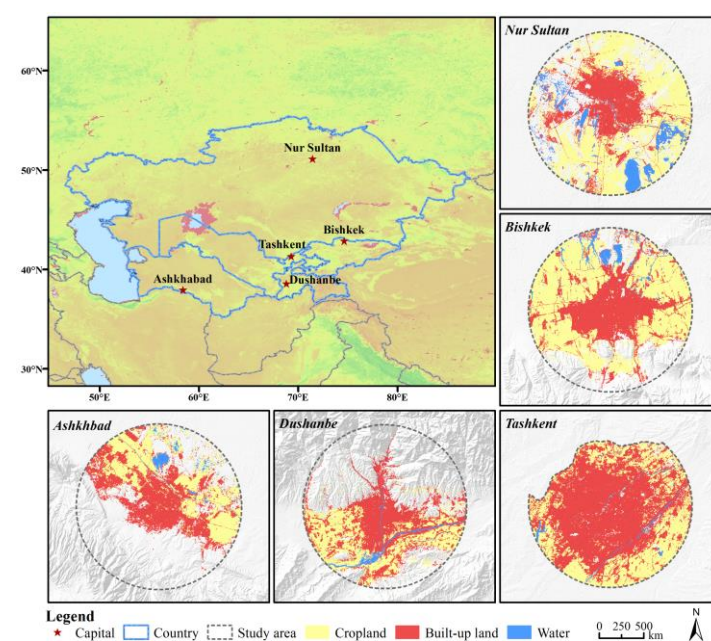 Nur Sultan
60°N
50°N
40°N
30°N
Nur Sultan
Bishkek
Tashkent
Ashkhabad
Dushanbe
50°E 60°E 70°E 80°E
Bishkek
Ashkhbad
Dushanbe
Tashkent
Legend
Capital Country Study area Cropland Built-up land Water
0 250 500
km
N